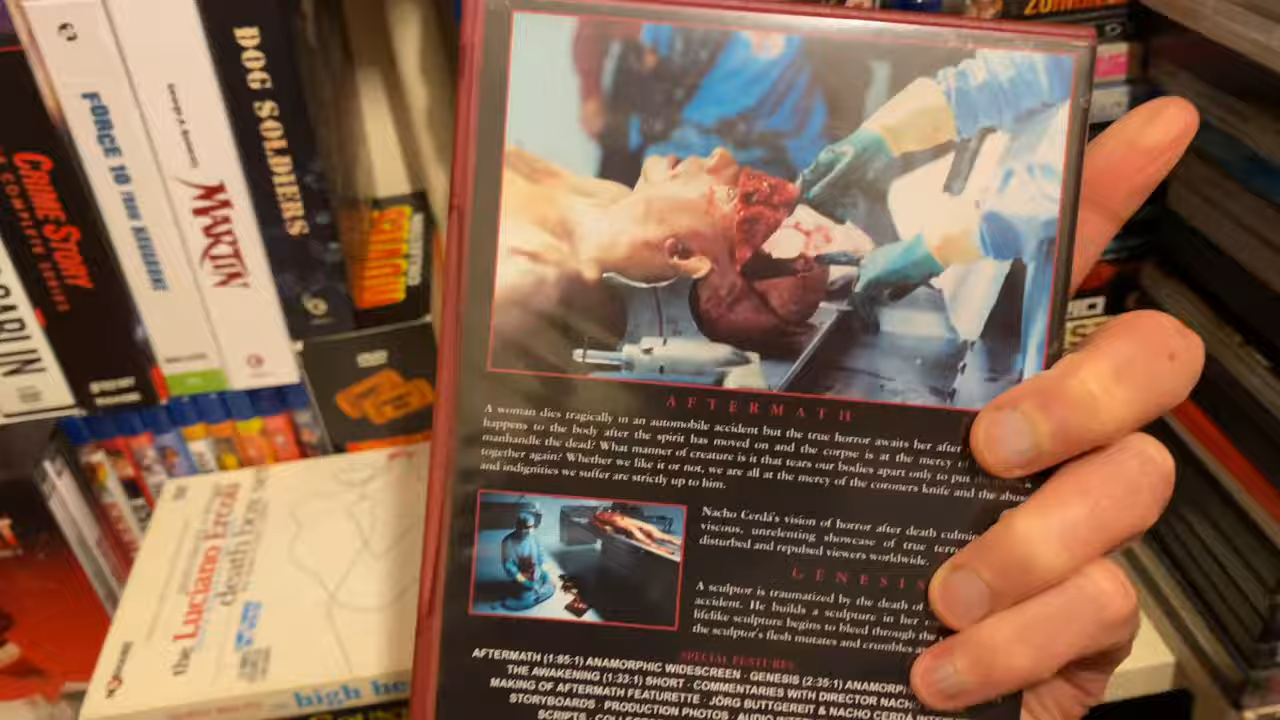 CRIME STORY
FORCE 10 FROM NAVARONE
George A. Romero's
MARTIN
DOG SOLDIERS
DVD
the Luciano Ercoli
death box
high he
AFTERMATH
A woman dies tragically in an automobile accident but the true horror awaits her after
happens to the body after the spirit has moved on and the corpse is at the mercy
manhandle the dead? What manner of creature is it that tears our bodies apart only to put
together again? Whether we like it or not, we are all at the mercy of the coroners knife and the abus
and indignities we suffer are strictly up to him.
Nacho Cerdá's vision of horror after death culmin
viscous, unrelenting showcase of true terr
disturbed and repulsed viewers worldwide.
GENESIS
A sculptor is traumatized by the death of
accident. He builds a sculpture in her
lifelike sculpture begins to bleed through the
the sculptor's flesh mutates and crumbles a
SPECIAL FEATURES
AFTERMATH (1:85:1) ANAMORPHIC WIDESCREEN · GENESIS (2:35:1) ANAMORPH
THE AWAKENING (1:33:1) SHORT · COMMENTARIES WITH DIRECTOR NACHO
MAKING OF AFTERMATH FEATURETTE · JÖRG BUTTGEREIT & NACHO CERDÁ INTER
STORYBOARDS · PRODUCTION PHOTOS · AUDIO INTER
SCRIPTS · COLLE